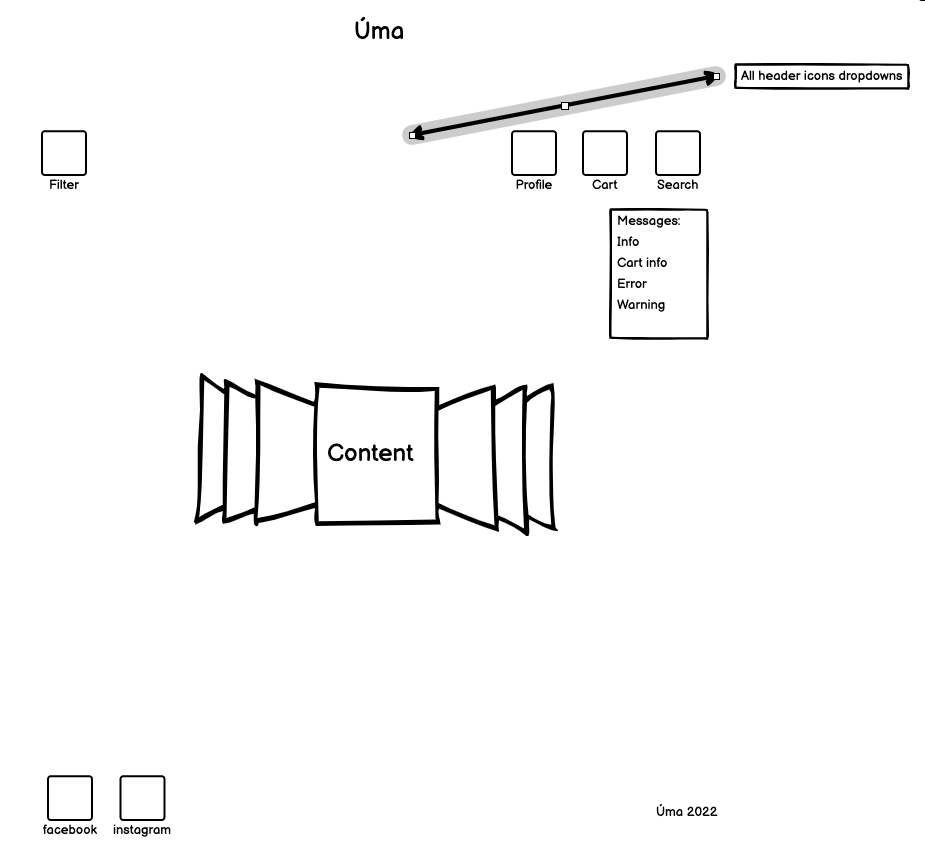 Úma
All header icons dropdowns
Filter
Profile
Cart
Search
Messages:
Info
Cart info
Error
Warning
Content
facebook
instagram
Úma 2022